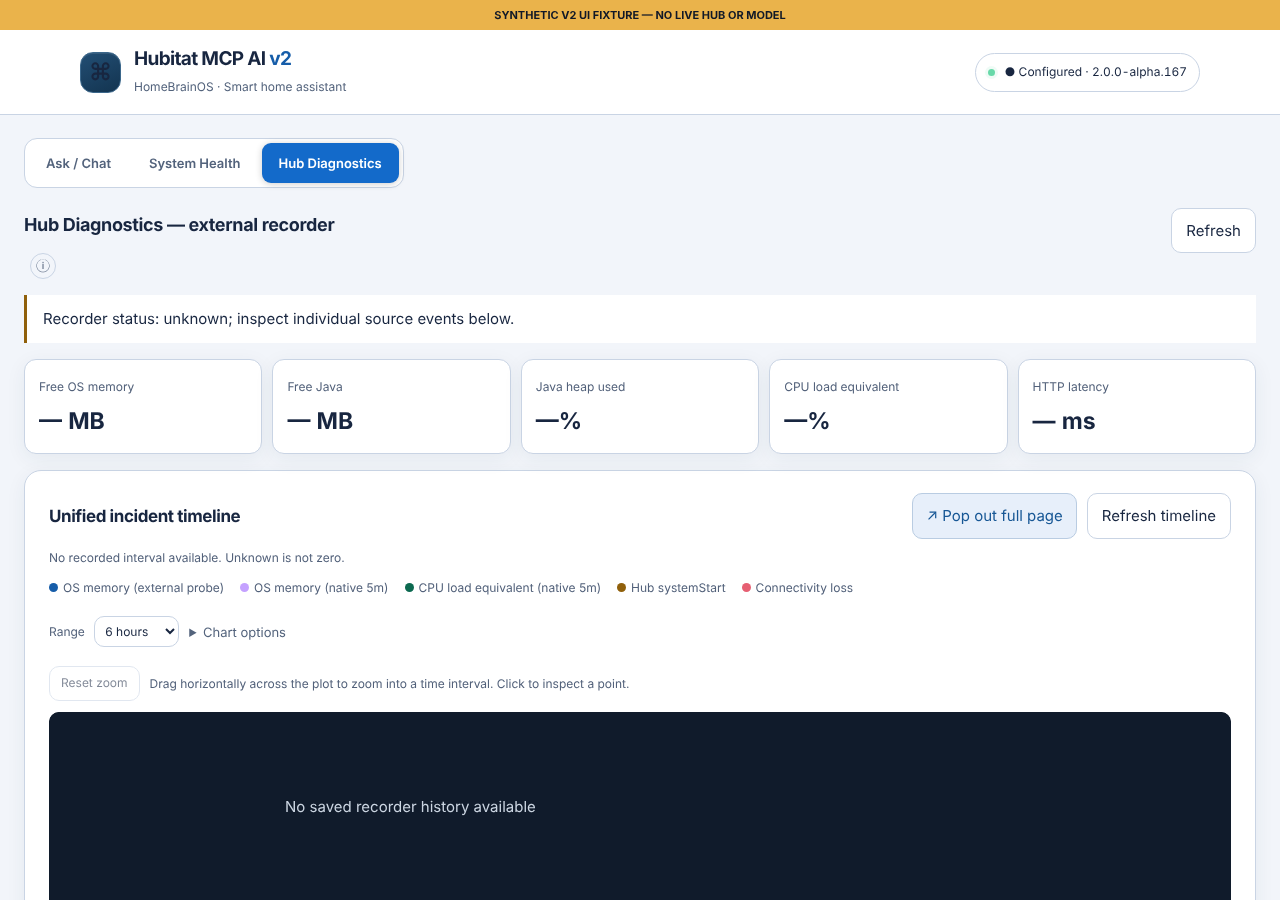 SYNTHETIC V2 UI FIXTURE — NO LIVE HUB OR MODEL
⌘
Hubitat MCP AI v2
HomeBrainOS · Smart home assistant
● Configured · 2.0.0-alpha.167
Ask / Chat
System Health
Hub Diagnostics
Hub Diagnostics — external recorder
Refresh
ⓘ
Recorder status: unknown; inspect individual source events below.
Free OS memory
— MB
Free Java
— MB
Java heap used
—%
CPU load equivalent
—%
HTTP latency
— ms
Unified incident timeline
↗ Pop out full page
Refresh timeline
No recorded interval available. Unknown is not zero.
OS memory (external probe)
OS memory (native 5m)
CPU load equivalent (native 5m)
Hub systemStart
Connectivity loss
Range
6 hours
▶ Chart options
Reset zoom
Drag horizontally across the plot to zoom into a time interval. Click to inspect a point.
No saved recorder history available